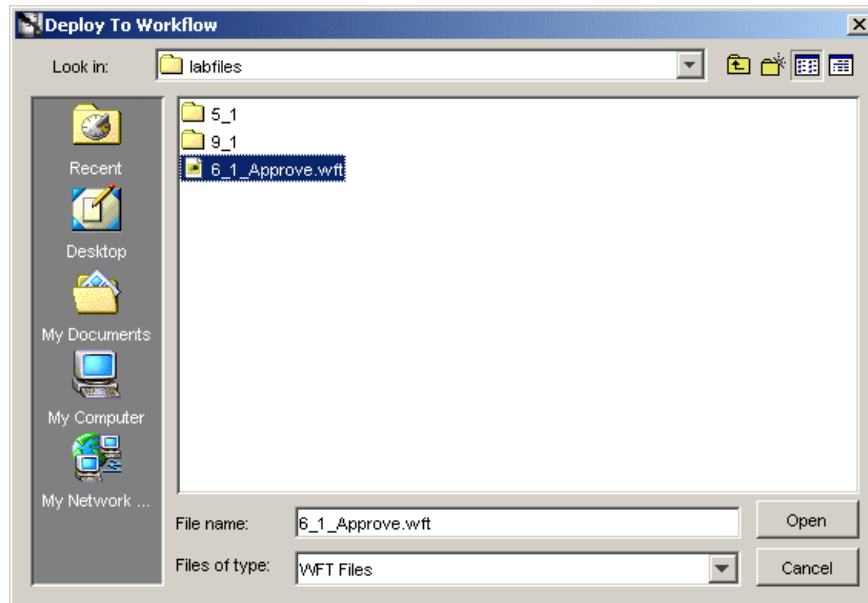 Deploy To Workflow
Look in: labfiles
5_1
9_1
6_1_Approve.wft
Recent
Desktop
My Documents
My Computer
My Network ...
File name: 6_1_Approve.wft Open
Files of type: WFT Files Cancel